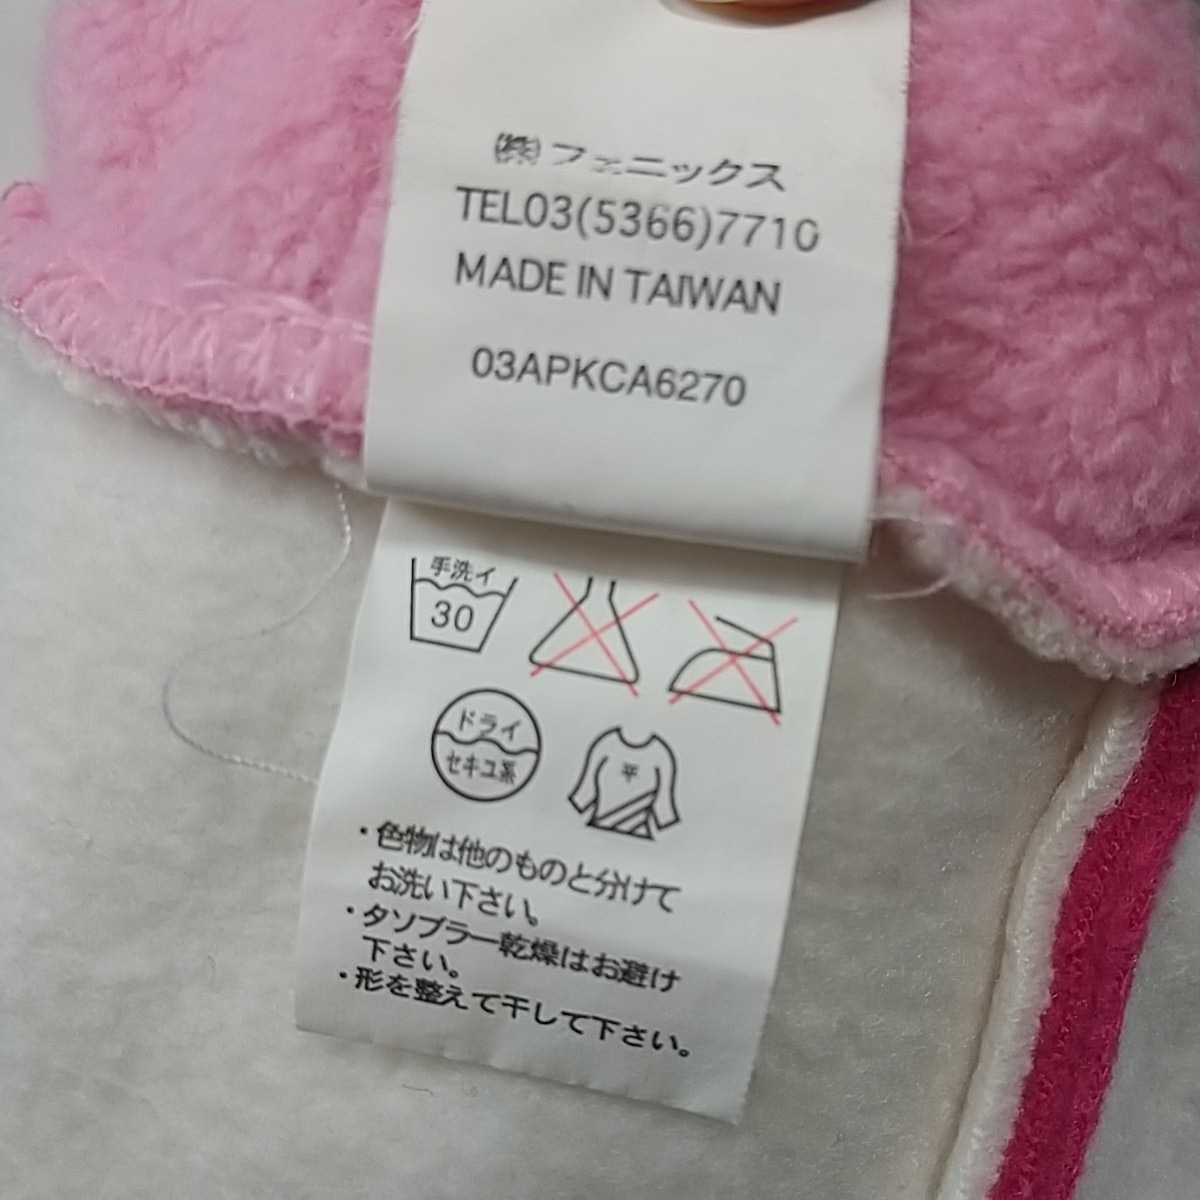 ㈱フェニックス
TEL03(5366)7710
MADE IN TAIWAN
03APKCA6270
手洗イ
30
ドライ
セキユ系
平
・色物は他のものと分けて
お洗い下さい。
・タソブラー乾燥はお避け
下さい。
・形を整えて干して下さい。